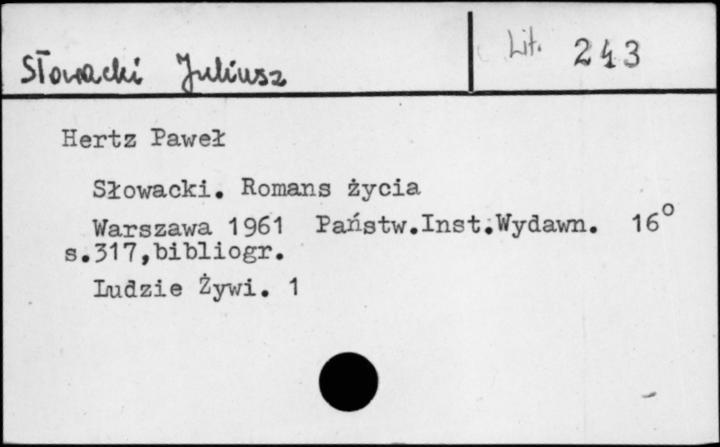 Słowacki Juliusz
Lit. 243
Hertz Paweł
Słowacki. Romans życia
Warszawa 1961 Państw.Inst.Wydawn. 16°
s.317,bibliogr.
Ludzie Żywi. 1